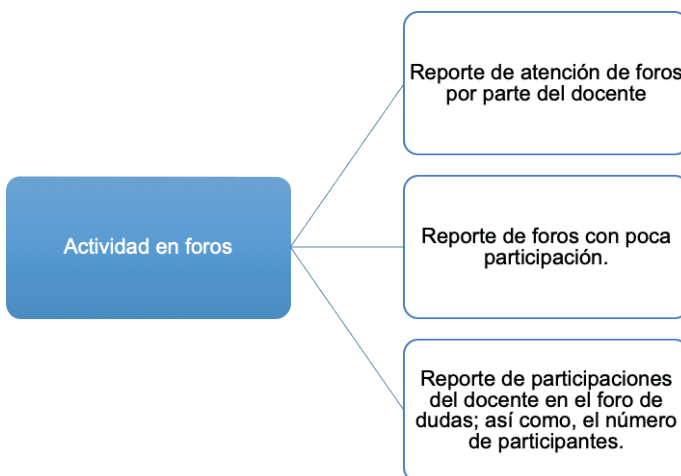 Actividad en foros
Reporte de atención de foros
por parte del docente
Reporte de foros con poca
participación.
Reporte de participaciones
del docente en el foro de
dudas; así como, el número
de participantes.